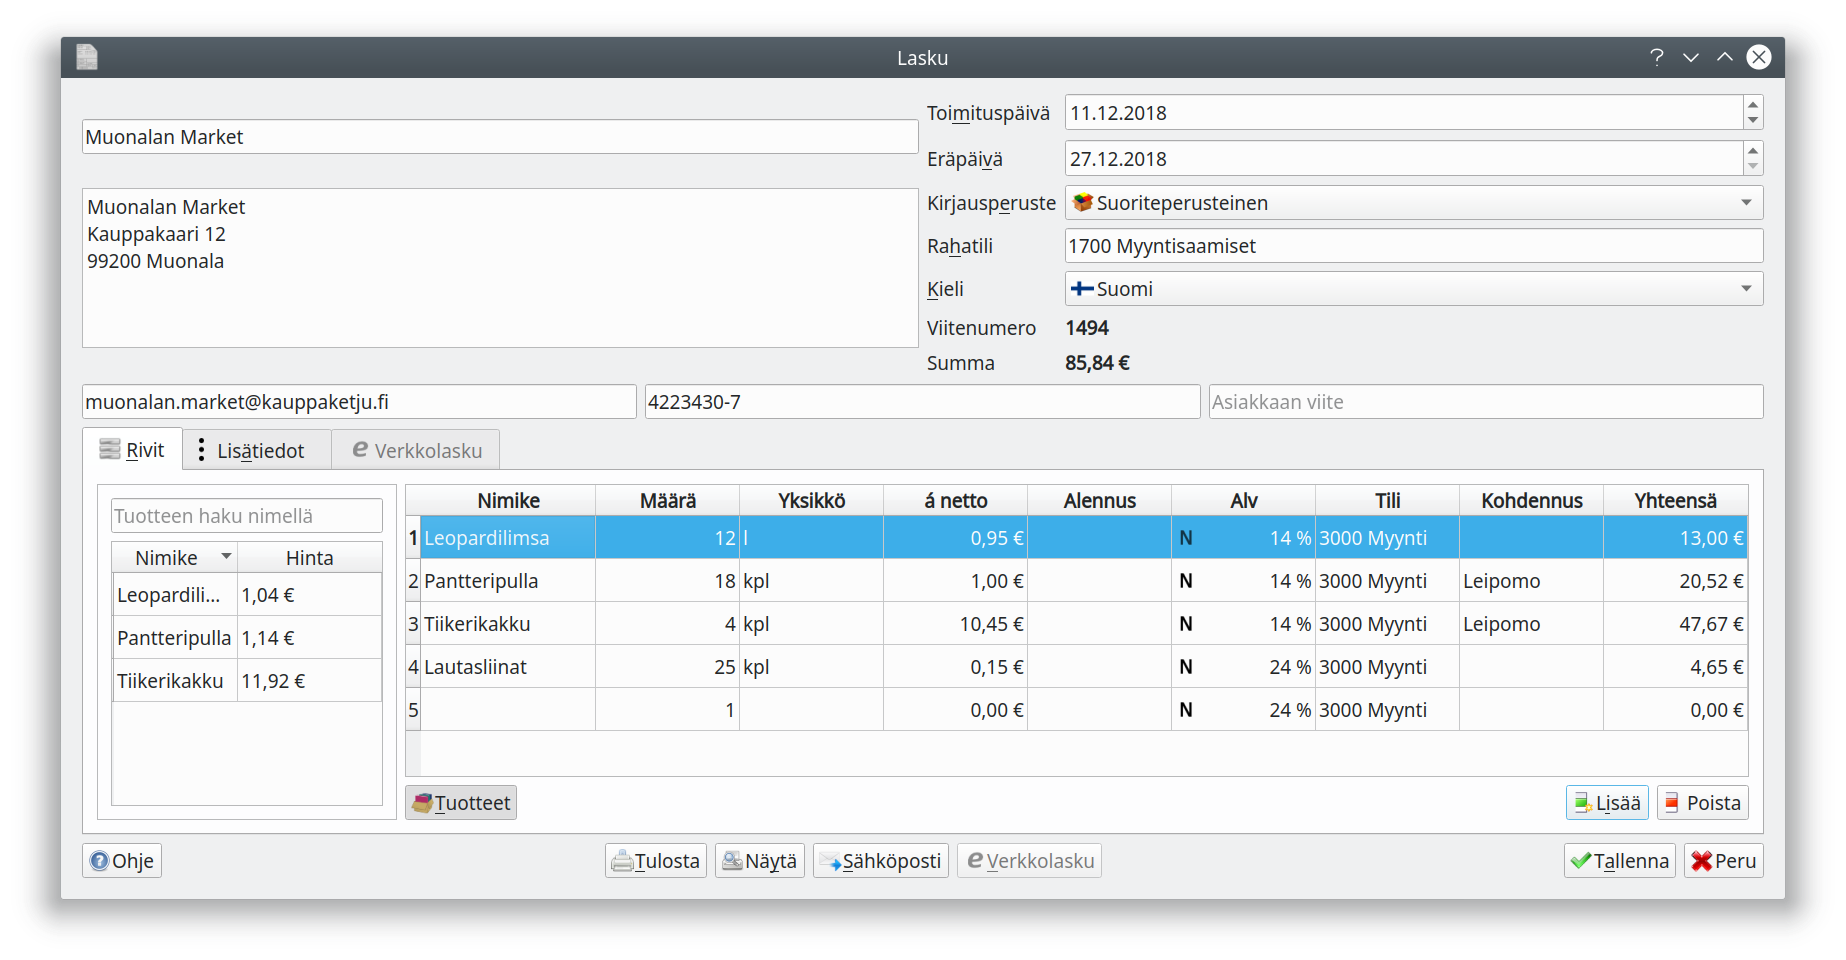 Lasku
Muonalan Market
Muonalan Market
Kauppakaari 12
99200 Muonala
Toimituspäivä 11.12.2018
Eräpäivä 27.12.2018
Kirjausperuste Suoriteperusteinen
Rahatili 1700 Myyntisaamiset
Kieli Suomi
Viitenumero 1494
Summa 85,84 €
muonalan.market@kauppaketju.fi 4223430-7 Asiakkaan viite
Rivit Lisätiedot e Verkkolasku
Tuotteen haku nimellä
Nimike Hinta
Leopardili... 1,04 €
Pantteripulla 1,14 €
Tiikerikakku 11,92 €
Nimike Määrä Yksikkö á netto Alennus Alv Tili Kohdennus Yhteensä
1 Leopardilimsa 12 l 0,95 € N 14 % 3000 Myynti 13,00 €
2 Pantteripulla 18 kpl 1,00 € N 14 % 3000 Myynti Leipomo 20,52 €
3 Tiikerikakku 4 kpl 10,45 € N 14 % 3000 Myynti Leipomo 47,67 €
4 Lautasliinat 25 kpl 0,15 € N 24 % 3000 Myynti 4,65 €
5 1 0,00 € N 24 % 3000 Myynti 0,00 €
Tuotteet Lisää Poista
Ohje Tulosta Näytä Sähköposti e Verkkolasku Tallenna Peru